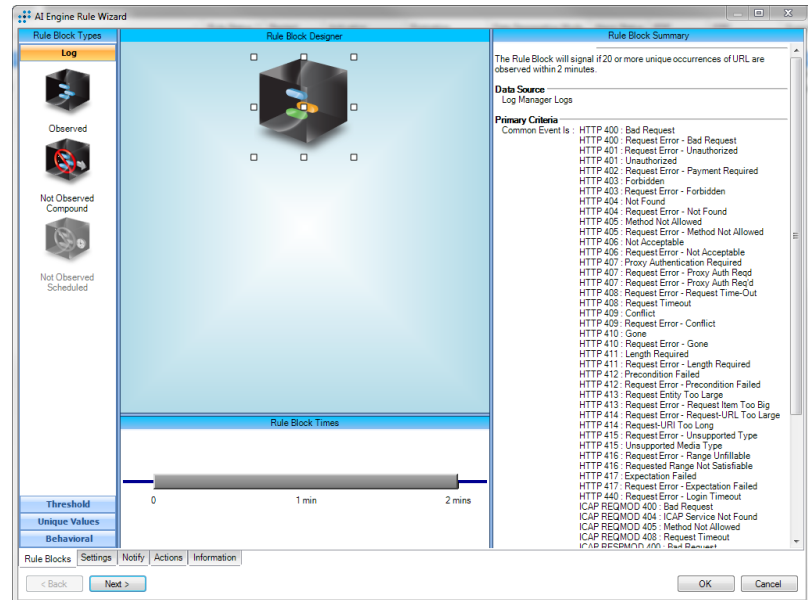 AI Engine Rule Wizard
Rule Block Types
Log
Observed
Not Observed
Compound
Not Observed
Scheduled
Threshold
Unique Values
Behavioral
Rule Block Designer
Rule Block Times
0
1 min
2 mins
Rule Block Summary
The Rule Block will signal if 20 or more unique occurrences of URL are
observed within 2 minutes.
Data Source
Log Manager Logs
Primary Criteria
Common Event Is : HTTP 400 : Bad Request
HTTP 400 : Request Error - Bad Request
HTTP 401 : Request Error - Unauthorized
HTTP 401 : Unauthorized
HTTP 402 : Request Error - Payment Required
HTTP 403 : Forbidden
HTTP 403 : Request Error - Forbidden
HTTP 404 : Not Found
HTTP 404 : Request Error - Not Found
HTTP 405 : Method Not Allowed
HTTP 405 : Request Error - Method Not Allowed
HTTP 406 : Not Acceptable
HTTP 406 : Request Error - Not Acceptable
HTTP 407 : Proxy Authentication Required
HTTP 407 : Request Error - Proxy Auth Reqd
HTTP 407 : Request Error - Proxy Auth Req'd
HTTP 408 : Request Error - Request Time-Out
HTTP 408 : Request Timeout
HTTP 409 : Conflict
HTTP 409 : Request Error - Conflict
HTTP 410 : Gone
HTTP 410 : Request Error - Gone
HTTP 411 : Length Required
HTTP 411 : Request Error - Length Required
HTTP 412 : Precondition Failed
HTTP 412 : Request Error - Precondition Failed
HTTP 413 : Request Entity Too Large
HTTP 413 : Request Error - Request Item Too Big
HTTP 414 : Request Error - Request-URL Too Large
HTTP 414 : Request-URI Too Long
HTTP 415 : Request Error - Unsupported Type
HTTP 415 : Unsupported Media Type
HTTP 416 : Request Error - Range Unfillable
HTTP 416 : Requested Range Not Satisfiable
HTTP 417 : Expectation Failed
HTTP 417 : Request Error - Expectation Failed
HTTP 440 : Request Error - Login Timeout
ICAP REQMOD 400 : Bad Request
ICAP REQMOD 404 : ICAP Service Not Found
ICAP REQMOD 405 : Method Not Allowed
ICAP REQMOD 408 : Request Timeout
ICAP RESPMOD 400 : Bad Request
Rule Blocks Settings Notify Actions Information
< Back Next > OK Cancel